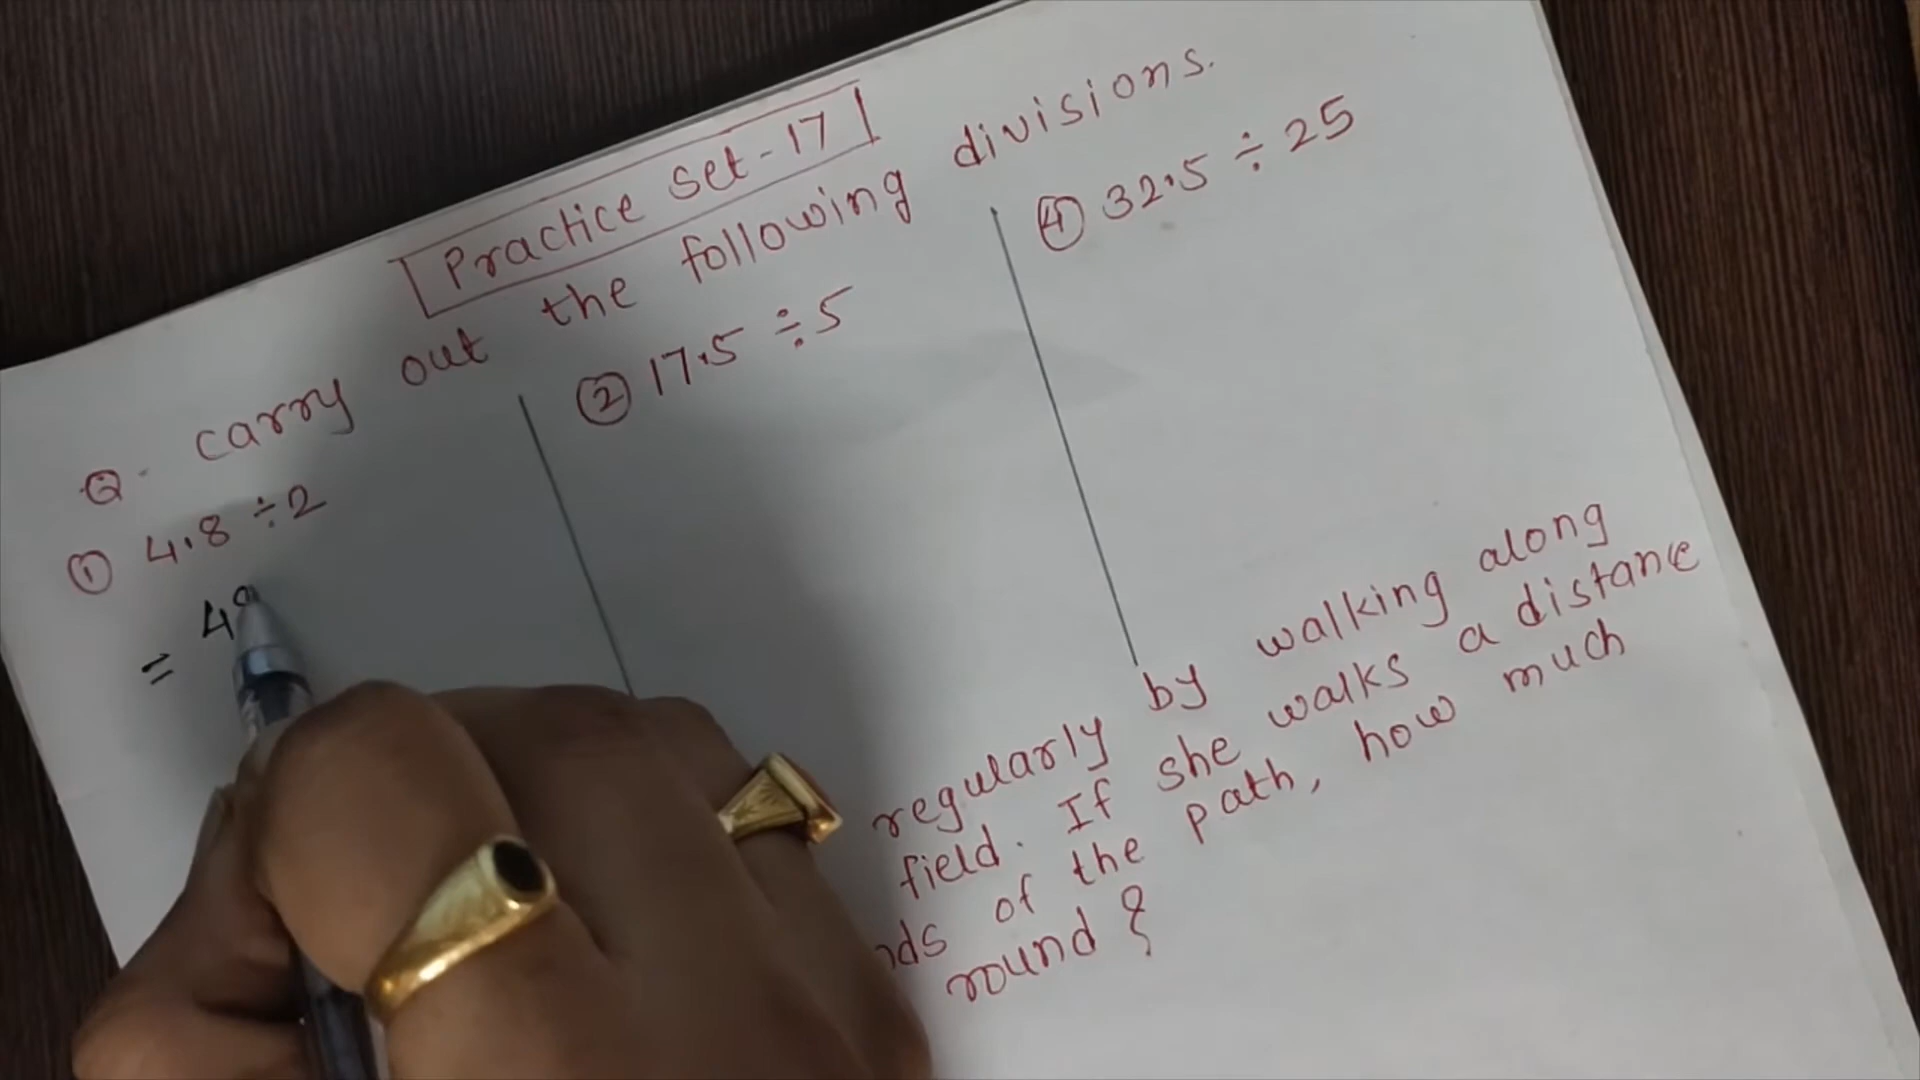 Practice Set-17
Q. Carry out the following divisions.
① 4.8 ÷ 2
② 17.5 ÷ 5
④ 32.5 ÷ 25
= 4
regularly by walking along
field. If she walks a distance
of the path, how much
round ?